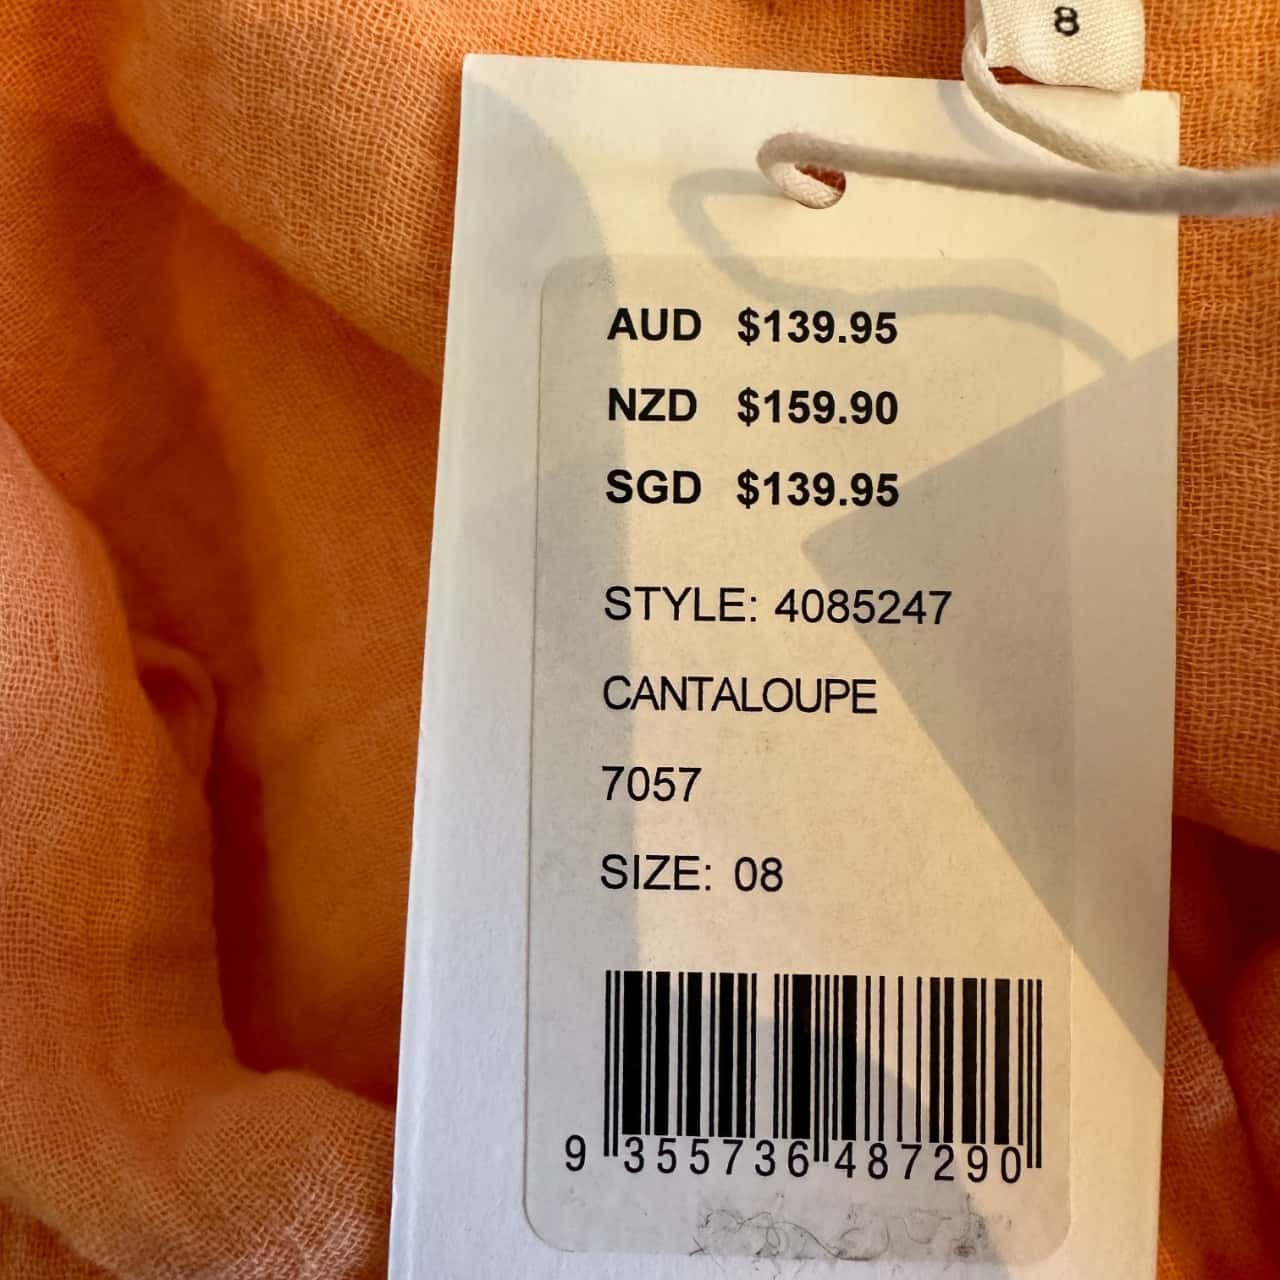 8
AUD $139.95
NZD $159.90
SGD $139.95
STYLE: 4085247
CANTALOUPE
7057
SIZE: 08
9 355736 487290